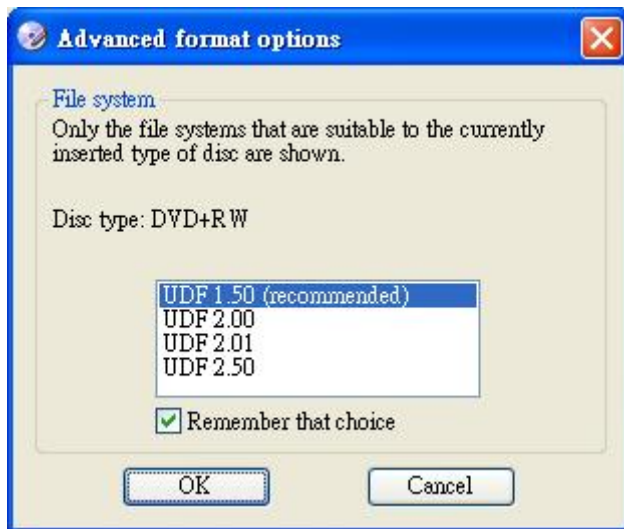 Advanced format options
File system
Only the file systems that are suitable to the currently
inserted type of disc are shown.
Disc type: DVD+RW
UDF 1.50 (recommended)
UDF 2.00
UDF 2.01
UDF 2.50
Remember that choice
OK
Cancel